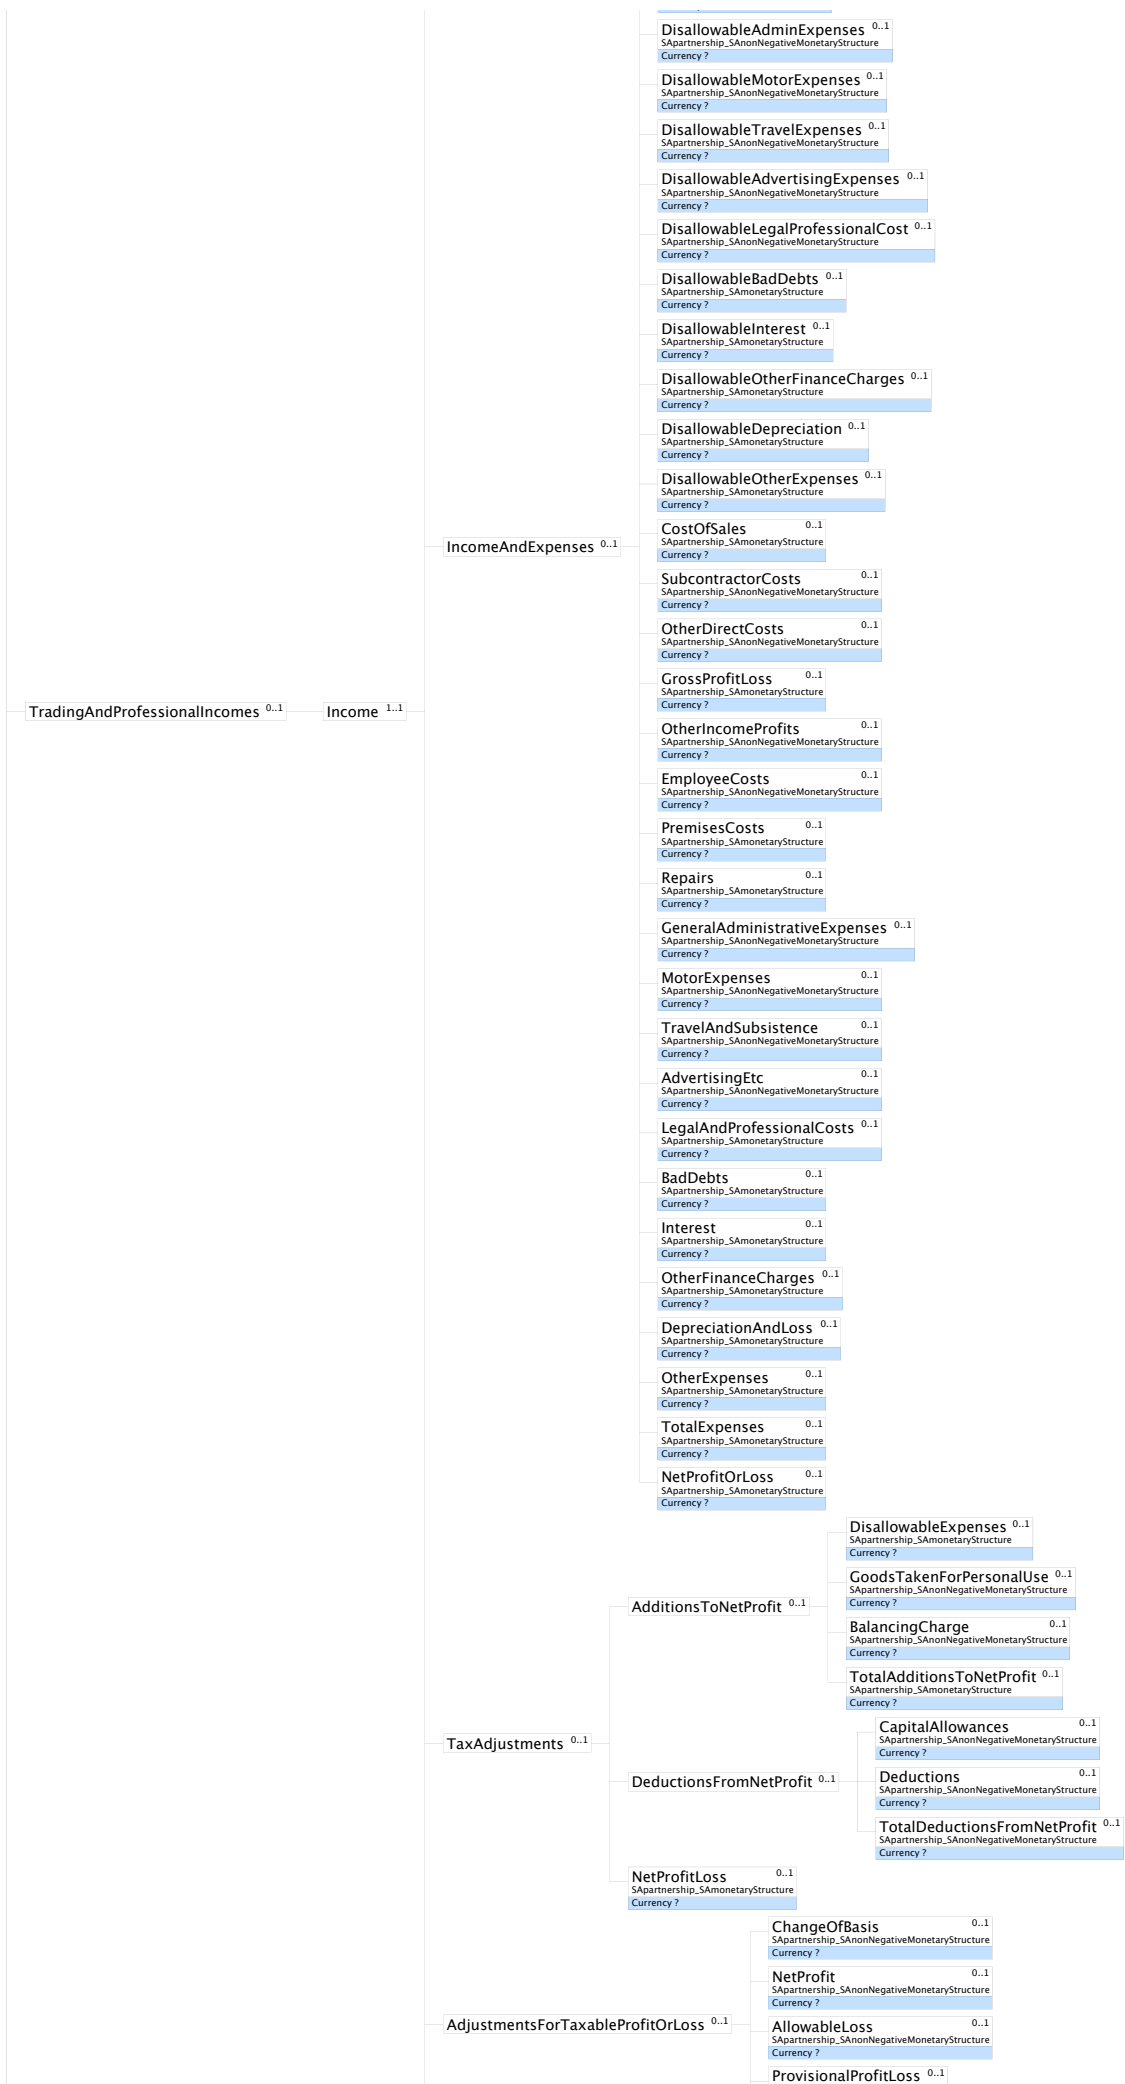 DisallowableAdminExpenses 0..1
SApartnership_SAnonNegativeMonetaryStructure
Currency ?
DisallowableMotorExpenses 0..1
SApartnership_SAnonNegativeMonetaryStructure
Currency ?
DisallowableTravelExpenses 0..1
SApartnership_SAnonNegativeMonetaryStructure
Currency ?
DisallowableAdvertisingExpenses 0..1
SApartnership_SAnonNegativeMonetaryStructure
Currency ?
DisallowableLegalProfessionalCost 0..1
SApartnership_SAnonNegativeMonetaryStructure
Currency ?
DisallowableBadDebts 0..1
SApartnership_SAmonetaryStructure
Currency ?
DisallowableInterest 0..1
SApartnership_SAmonetaryStructure
Currency ?
DisallowableOtherFinanceCharges 0..1
SApartnership_SAmonetaryStructure
Currency ?
DisallowableDepreciation 0..1
SApartnership_SAmonetaryStructure
Currency ?
DisallowableOtherExpenses 0..1
SApartnership_SAmonetaryStructure
Currency ?
IncomeAndExpenses 0..1
CostOfSales 0..1
SApartnership_SAmonetaryStructure
Currency ?
SubcontractorCosts 0..1
SApartnership_SAnonNegativeMonetaryStructure
Currency ?
OtherDirectCosts 0..1
SApartnership_SAnonNegativeMonetaryStructure
Currency ?
GrossProfitLoss 0..1
SApartnership_SAmonetaryStructure
Currency ?
TradingAndProfessionalIncomes 0..1
Income 1..1
OtherIncomeProfits 0..1
SApartnership_SAnonNegativeMonetaryStructure
Currency ?
EmployeeCosts 0..1
SApartnership_SAnonNegativeMonetaryStructure
Currency ?
PremisesCosts 0..1
SApartnership_SAmonetaryStructure
Currency ?
Repairs 0..1
SApartnership_SAmonetaryStructure
Currency ?
GeneralAdministrativeExpenses 0..1
SApartnership_SAnonNegativeMonetaryStructure
Currency ?
MotorExpenses 0..1
SApartnership_SAnonNegativeMonetaryStructure
Currency ?
TravelAndSubsistence 0..1
SApartnership_SAnonNegativeMonetaryStructure
Currency ?
AdvertisingEtc 0..1
SApartnership_SAnonNegativeMonetaryStructure
Currency ?
LegalAndProfessionalCosts 0..1
SApartnership_SAmonetaryStructure
Currency ?
BadDebts 0..1
SApartnership_SAmonetaryStructure
Currency ?
Interest 0..1
SApartnership_SAmonetaryStructure
Currency ?
OtherFinanceCharges 0..1
SApartnership_SAmonetaryStructure
Currency ?
DepreciationAndLoss 0..1
SApartnership_SAmonetaryStructure
Currency ?
OtherExpenses 0..1
SApartnership_SAmonetaryStructure
Currency ?
TotalExpenses 0..1
SApartnership_SAmonetaryStructure
Currency ?
NetProfitOrLoss 0..1
SApartnership_SAmonetaryStructure
Currency ?
TaxAdjustments 0..1
AdditionsToNetProfit 0..1
DisallowableExpenses 0..1
SApartnership_SAmonetaryStructure
Currency ?
GoodsTakenForPersonalUse 0..1
SApartnership_SAnonNegativeMonetaryStructure
Currency ?
BalancingCharge 0..1
SApartnership_SAnonNegativeMonetaryStructure
Currency ?
TotalAdditionsToNetProfit 0..1
SApartnership_SAmonetaryStructure
Currency ?
DeductionsFromNetProfit 0..1
CapitalAllowances 0..1
SApartnership_SAnonNegativeMonetaryStructure
Currency ?
Deductions 0..1
SApartnership_SAnonNegativeMonetaryStructure
Currency ?
TotalDeductionsFromNetProfit 0..1
SApartnership_SAnonNegativeMonetaryStructure
Currency ?
NetProfitLoss 0..1
SApartnership_SAmonetaryStructure
Currency ?
AdjustmentsForTaxableProfitOrLoss 0..1
ChangeOfBasis 0..1
SApartnership_SAnonNegativeMonetaryStructure
Currency ?
NetProfit 0..1
SApartnership_SAnonNegativeMonetaryStructure
Currency ?
AllowableLoss 0..1
SApartnership_SAnonNegativeMonetaryStructure
Currency ?
ProvisionalProfitLoss 0..1